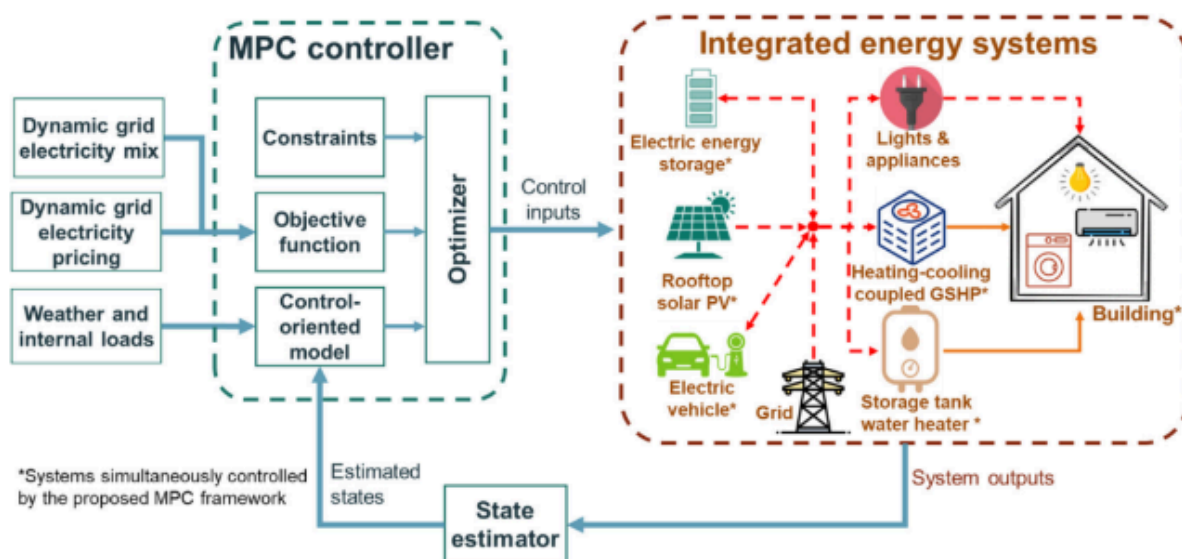 MPC controller
Integrated energy systems
Dynamic grid
electricity mix
Dynamic grid
electricity
pricing
Weather and
internal loads
Constraints
Objective
function
Control-
oriented
model
Optimizer
Control
inputs
Electric energy
storage*
Lights &
appliances
Rooftop
solar PV*
Heating-cooling
coupled GSHP*
Building*
Electric
vehicle*
Grid
Storage tank
water heater *
*Systems simultaneously controlled
by the proposed MPC framework
Estimated
states
State
estimator
System outputs